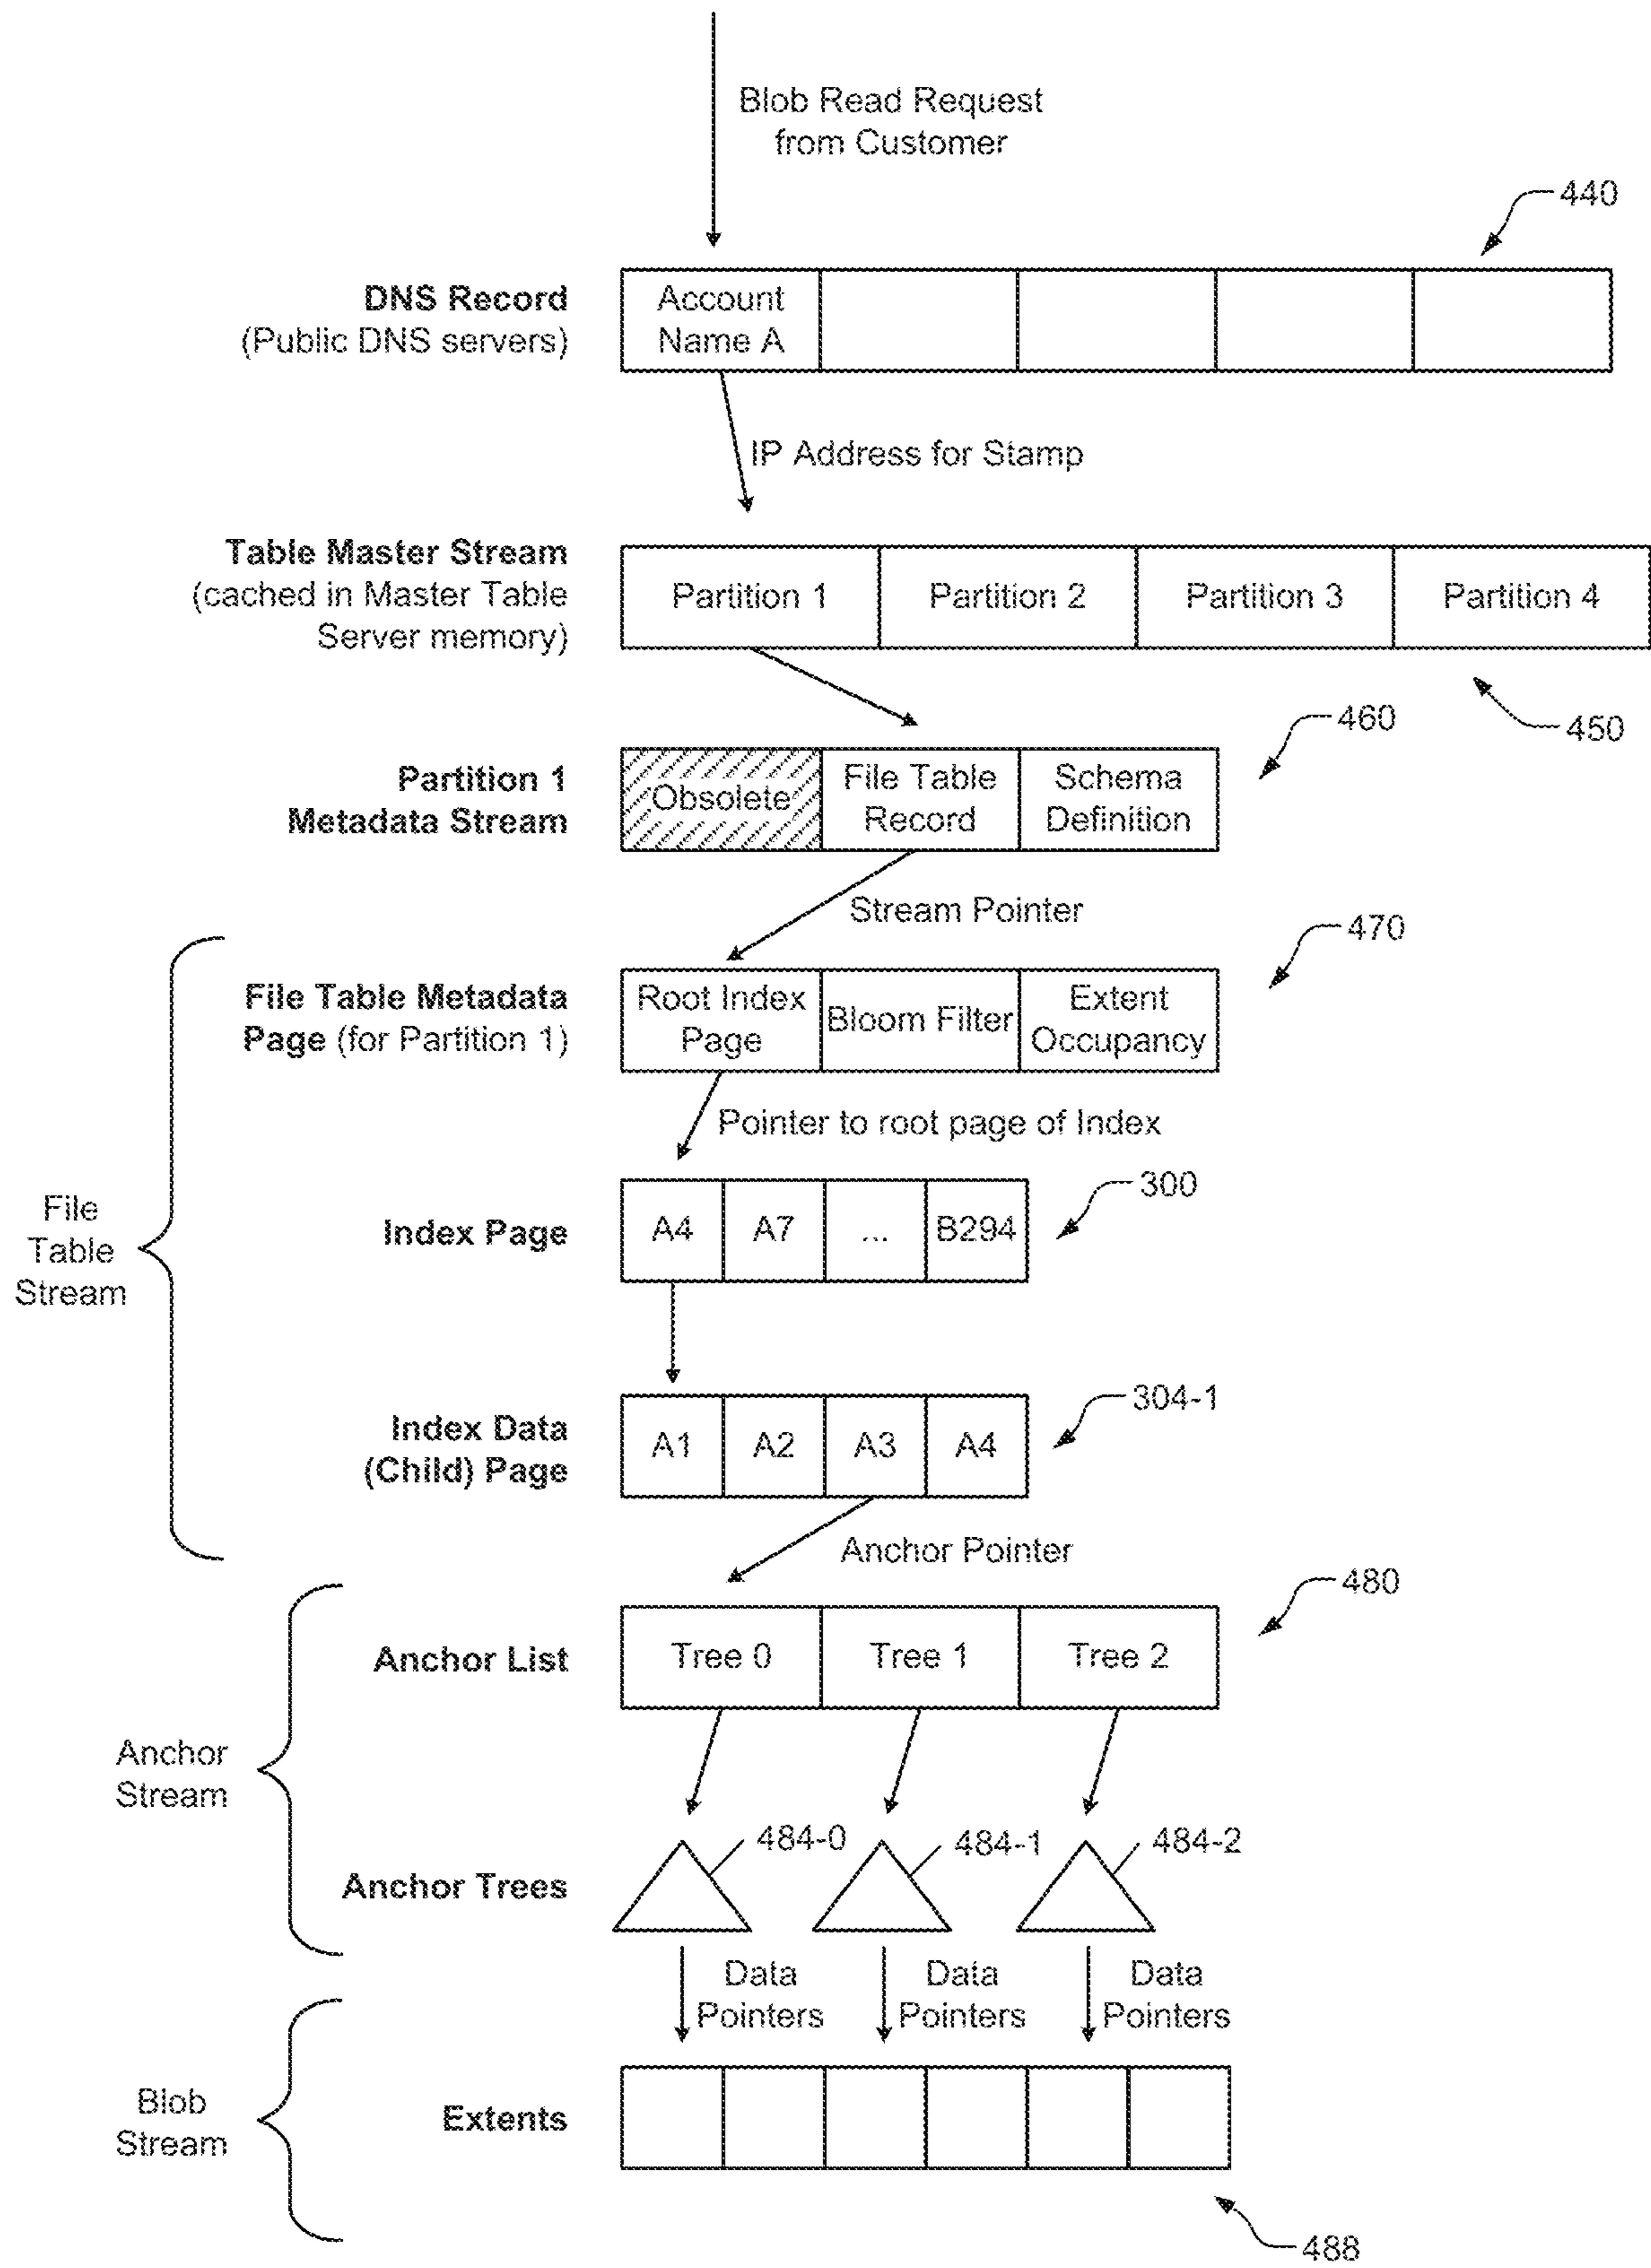 Blob Read Request
from Customer
440
DNS Record
(Public DNS servers)
Account
Name A
IP Address for Stamp
Table Master Stream
(cached in Master Table
Server memory)
Partition 1
Partition 2
Partition 3
Partition 4
450
460
Partition 1
Metadata Stream
Obsolete
File Table
Record
Schema
Definition
Stream Pointer
470
File Table Metadata
Page (for Partition 1)
Root Index
Page
Bloom Filter
Extent
Occupancy
Pointer to root page of Index
300
File
Table
Stream
Index Page
A4
A7
...
B294
304-1
Index Data
(Child) Page
A1
A2
A3
A4
Anchor Pointer
480
Anchor List
Tree 0
Tree 1
Tree 2
Anchor
Stream
484-0
484-1
484-2
Anchor Trees
Data
Pointers
Data
Pointers
Data
Pointers
Blob
Stream
Extents
488